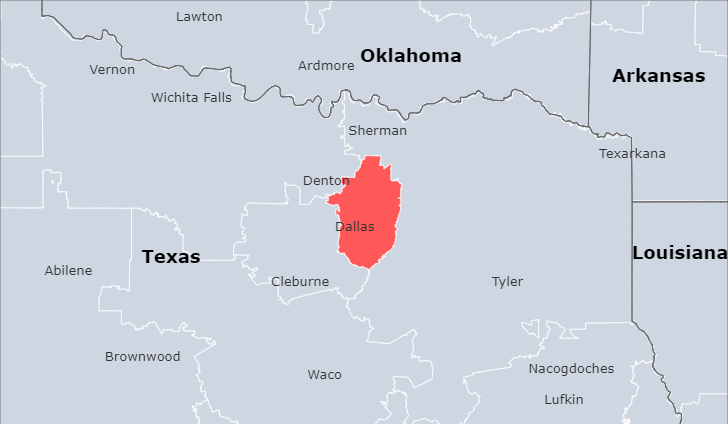 Lawton
Oklahoma
Ardmore
Vernon
Arkansas
Wichita Falls
Sherman
Texarkana
Denton
Dallas
Louisiana
Texas
Abilene
Cleburne
Tyler
Brownwood
Nacogdoches
Waco
Lufkin